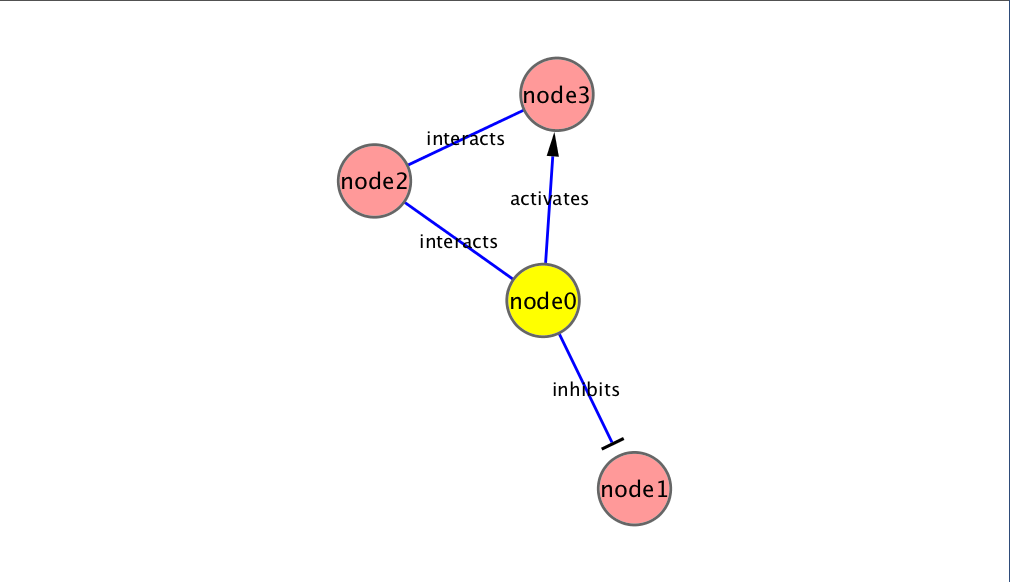 node3
interacts
node2
activates
interacts
node0
inhibits
node1